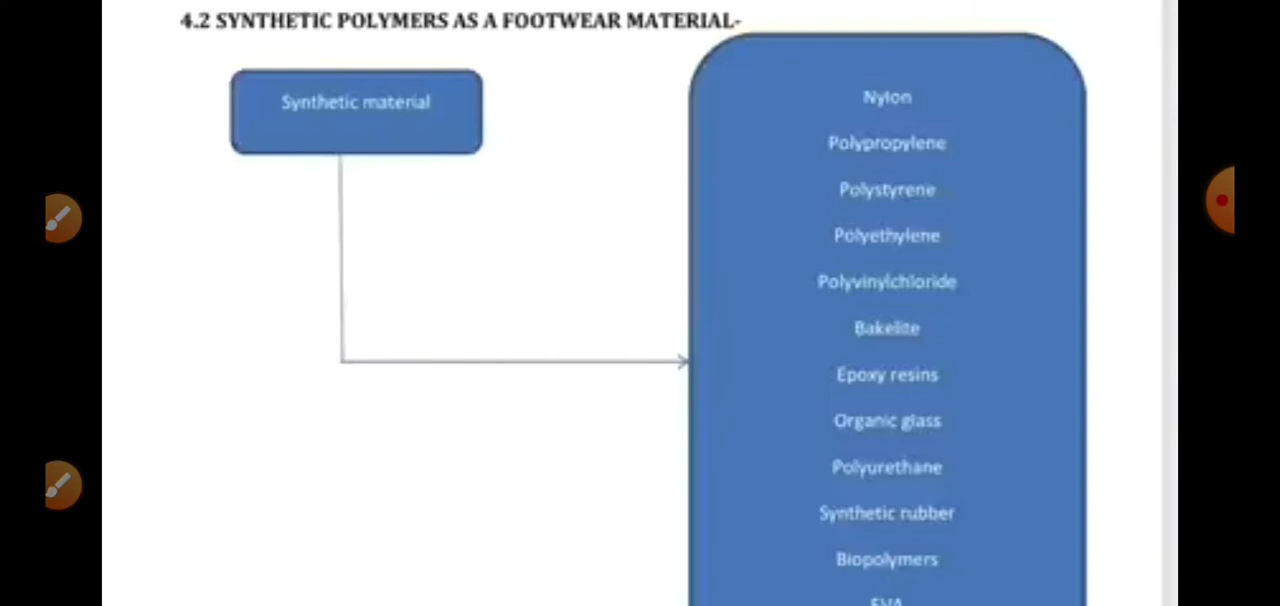 4.2 SYNTHETIC POLYMERS AS A FOOTWEAR MATERIAL-
Synthetic material
Nylon
Polypropylene
Polystyrene
Polyethylene
Polyvinylchloride
Bakelite
Epoxy resins
Organic glass
Polyurethane
Synthetic rubber
Biopolymers
EVA